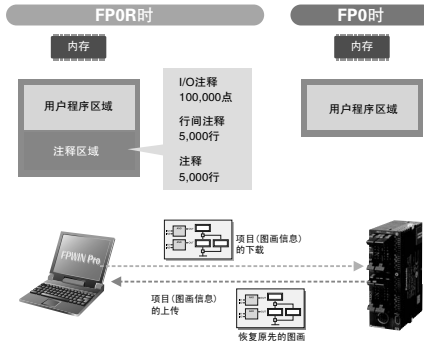 FP0R时
FP0时
内存
内存
用户程序区域
注释区域
I/O注释
100,000点
行间注释
5,000行
注释
5,000行
用户程序区域
FPWIN Pro
项目(图画信息)
的下载
项目(图画信息)
的上传
恢复原先的图画